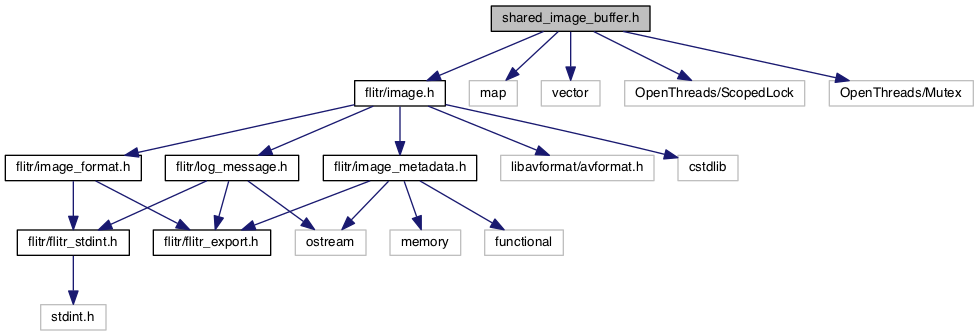 shared_image_buffer.h
flitr/image.h
map
vector
OpenThreads/ScopedLock
OpenThreads/Mutex
flitr/image_format.h
flitr/log_message.h
flitr/image_metadata.h
libavformat/avformat.h
cstdlib
flitr/flitr_stdint.h
flitr/flitr_export.h
ostream
memory
functional
stdint.h